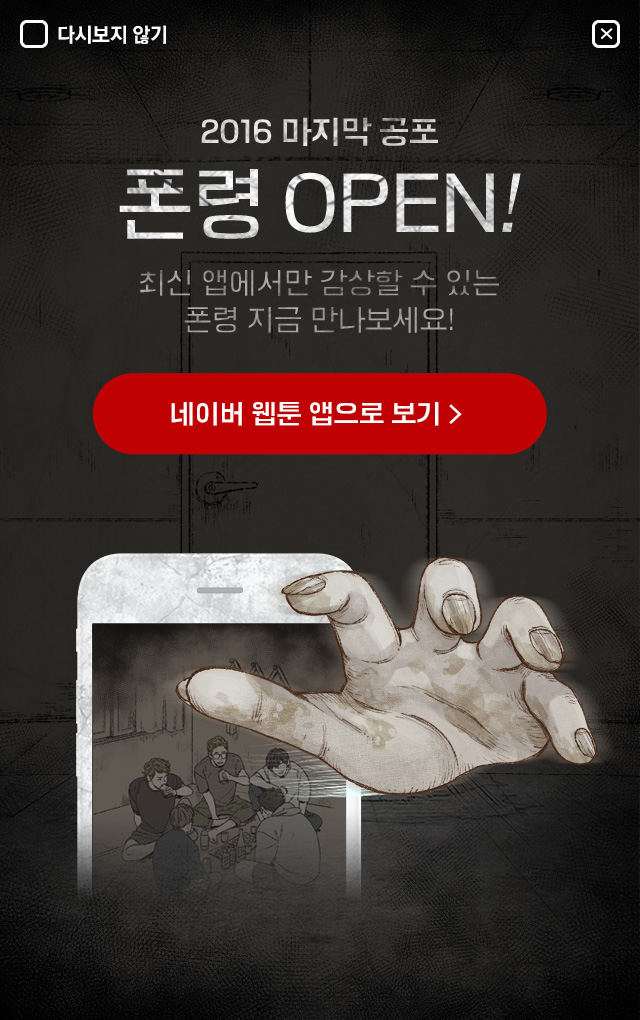 다시보지 않기
2016 마지막 공포
폰령 OPEN!
최신 앱에서만 감상할 수 있는
폰령 지금 만나보세요!
네이버 웹툰 앱으로 보기 >